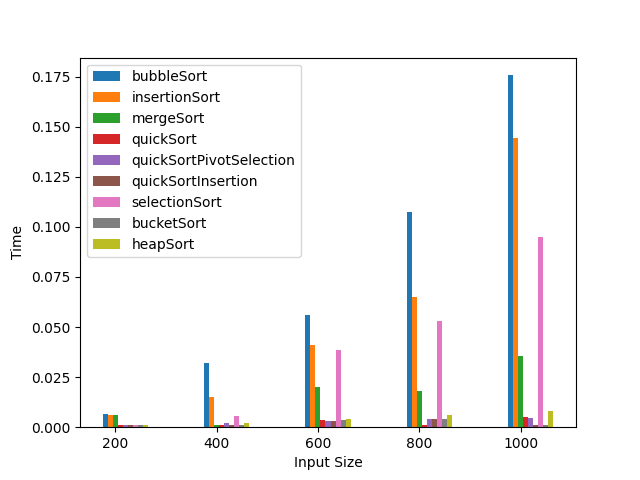 0.175
0.150
0.125
0.100
0.075
0.050
0.025
0.000
Time
bubbleSort
insertionSort
mergeSort
quickSort
quickSortPivotSelection
quickSortInsertion
selectionSort
bucketSort
heapSort
200 400 600 800 1000
Input Size